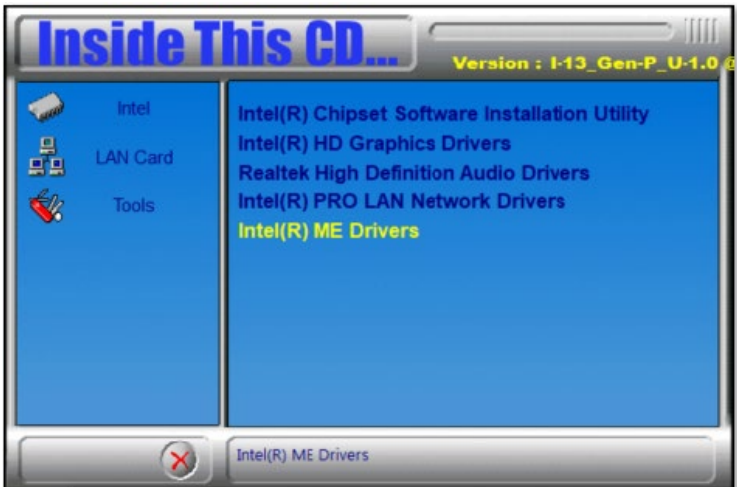 Inside This CD...
Version : I-13_Gen-P_U-1.0
Intel
LAN Card
Tools
Intel(R) Chipset Software Installation Utility
Intel(R) HD Graphics Drivers
Realtek High Definition Audio Drivers
Intel(R) PRO LAN Network Drivers
Intel(R) ME Drivers
Intel(R) ME Drivers